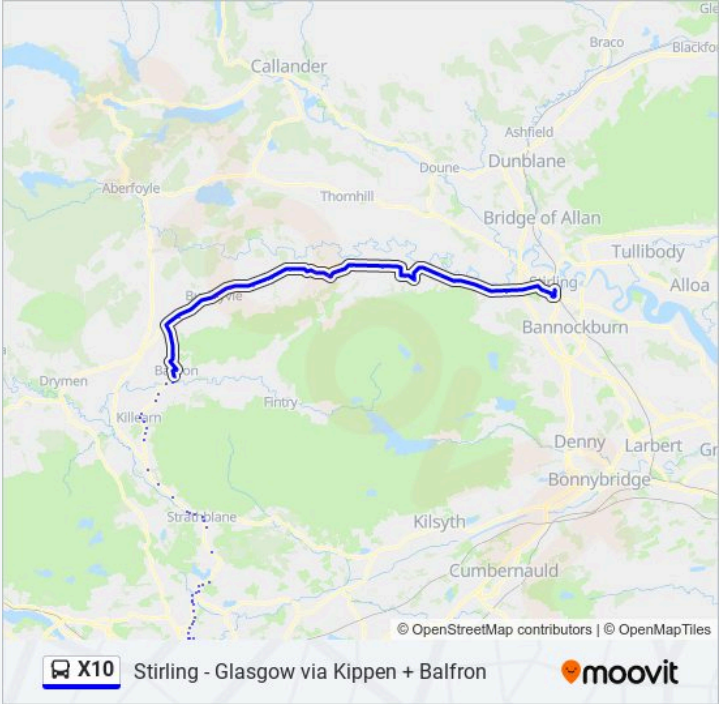 Gle
Braco
Blackfo
Callander
Ashfield
Doune
Dunblane
Aberfoyle
Thornhill
Bridge of Allan
Tullibody
Stirling
Alloa
Bannockburn
Drymen
Killearn
Fintry
Denny
Larbert
Gr
Bonnybridge
Kilsyth
Cumbernauld
© OpenStreetMap contributors | © OpenMapTiles
X10 Stirling - Glasgow via Kippen + Balfron
moovit